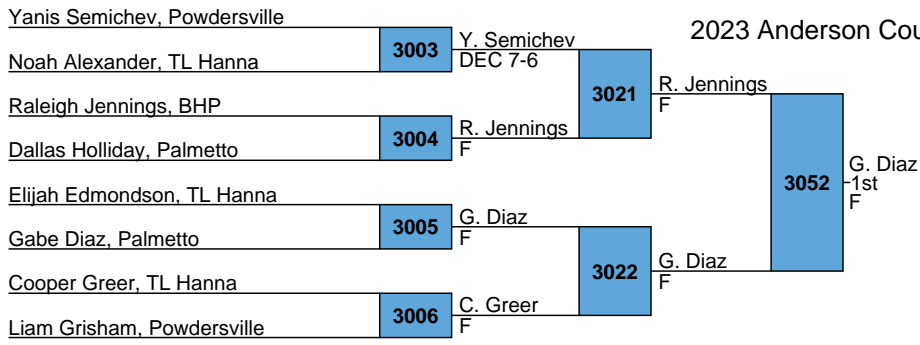 Yanis Semichev, Powdersville
Noah Alexander, TL Hanna
Raleigh Jennings, BHP
Dallas Holliday, Palmetto
Elijah Edmondson, TL Hanna
Gabe Diaz, Palmetto
Cooper Greer, TL Hanna
Liam Grisham, Powdersville
3003
3004
3005
3006
Y. Semichev
DEC 7-6
R. Jennings
F
G. Diaz
F
C. Greer
F
3021
3022
R. Jennings
F
G. Diaz
F
3052
G. Diaz
1st
F
2023 Anderson Cou